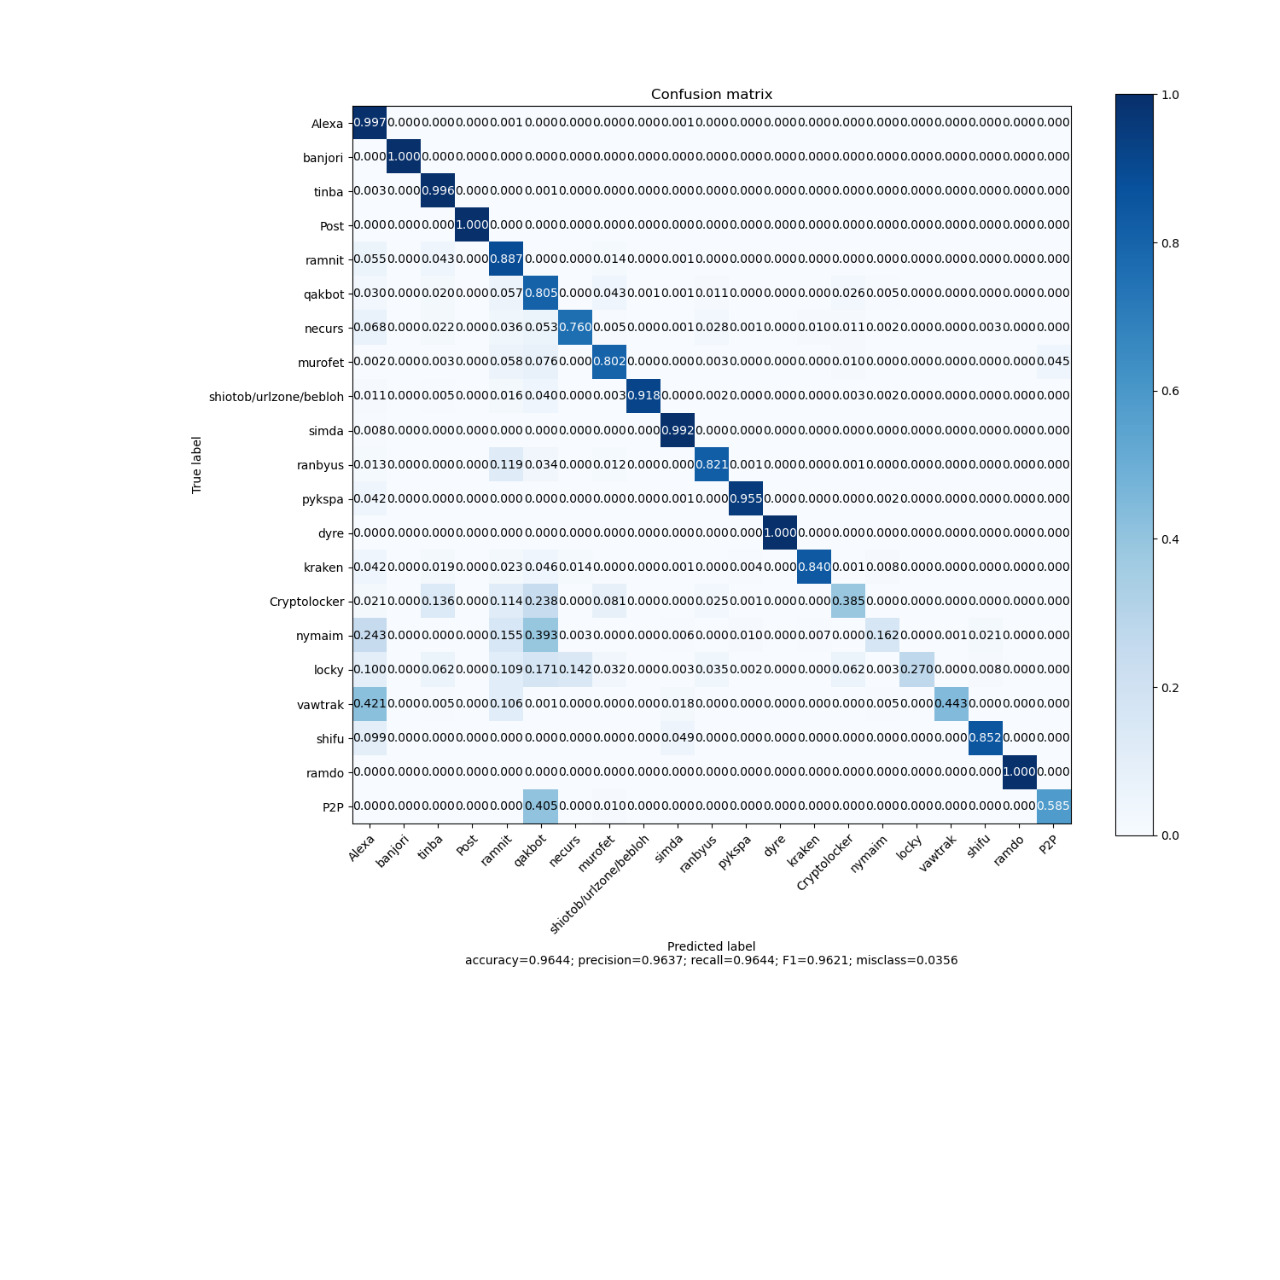 Confusion matrix
Alexa 0.997 0.000 0.000 0.000 0.001 0.000 0.000 0.000 0.000 0.001 0.000 0.000 0.000 0.000 0.000 0.000 0.000 0.000 0.000 0.000 0.000
banjori 0.000 1.000 0.000 0.000 0.000 0.000 0.000 0.000 0.000 0.000 0.000 0.000 0.000 0.000 0.000 0.000 0.000 0.000 0.000 0.000 0.000
tinba 0.003 0.000 0.996 0.000 0.000 0.001 0.000 0.000 0.000 0.000 0.000 0.000 0.000 0.000 0.000 0.000 0.000 0.000 0.000 0.000 0.000
Post 0.000 0.000 0.000 1.000 0.000 0.000 0.000 0.000 0.000 0.000 0.000 0.000 0.000 0.000 0.000 0.000 0.000 0.000 0.000 0.000 0.000
ramnit 0.055 0.000 0.043 0.000 0.887 0.000 0.000 0.014 0.000 0.001 0.000 0.000 0.000 0.000 0.000 0.000 0.000 0.000 0.000 0.000 0.000
qakbot 0.030 0.000 0.020 0.000 0.057 0.805 0.000 0.043 0.001 0.001 0.011 0.000 0.000 0.000 0.026 0.005 0.000 0.000 0.000 0.000 0.000
necurs 0.068 0.000 0.022 0.000 0.036 0.053 0.760 0.005 0.000 0.001 0.028 0.001 0.000 0.010 0.011 0.002 0.000 0.000 0.003 0.000 0.000
murofet 0.002 0.000 0.003 0.000 0.058 0.076 0.000 0.802 0.000 0.000 0.003 0.000 0.000 0.000 0.010 0.000 0.000 0.000 0.000 0.000 0.045
shiotob/urlzone/bebloh 0.011 0.000 0.005 0.000 0.016 0.040 0.000 0.003 0.918 0.000 0.002 0.000 0.000 0.000 0.003 0.002 0.000 0.000 0.000 0.000 0.000
simda 0.008 0.000 0.000 0.000 0.000 0.000 0.000 0.000 0.000 0.992 0.000 0.000 0.000 0.000 0.000 0.000 0.000 0.000 0.000 0.000 0.000
ranbyus 0.013 0.000 0.000 0.000 0.119 0.034 0.000 0.012 0.000 0.000 0.821 0.001 0.000 0.000 0.001 0.000 0.000 0.000 0.000 0.000 0.000
pykspa 0.042 0.000 0.000 0.000 0.000 0.000 0.000 0.000 0.000 0.001 0.000 0.955 0.000 0.000 0.000 0.002 0.000 0.000 0.000 0.000 0.000
dyre 0.000 0.000 0.000 0.000 0.000 0.000 0.000 0.000 0.000 0.000 0.000 0.000 1.000 0.000 0.000 0.000 0.000 0.000 0.000 0.000 0.000
kraken 0.042 0.000 0.019 0.000 0.023 0.046 0.014 0.000 0.000 0.001 0.000 0.004 0.000 0.840 0.001 0.008 0.000 0.000 0.000 0.000 0.000
Cryptolocker 0.021 0.000 0.136 0.000 0.114 0.238 0.000 0.081 0.000 0.000 0.025 0.001 0.000 0.000 0.385 0.000 0.000 0.000 0.000 0.000 0.000
nymaim 0.243 0.000 0.000 0.000 0.155 0.393 0.003 0.000 0.000 0.006 0.000 0.010 0.000 0.007 0.000 0.162 0.000 0.001 0.021 0.000 0.000
locky 0.100 0.000 0.062 0.000 0.109 0.171 0.142 0.032 0.000 0.003 0.035 0.002 0.000 0.000 0.062 0.003 0.270 0.000 0.008 0.000 0.000
vawtrak 0.421 0.000 0.005 0.000 0.106 0.001 0.000 0.000 0.000 0.018 0.000 0.000 0.000 0.000 0.000 0.005 0.000 0.443 0.000 0.000 0.000
shifu 0.099 0.000 0.000 0.000 0.000 0.000 0.000 0.000 0.000 0.049 0.000 0.000 0.000 0.000 0.000 0.000 0.000 0.000 0.852 0.000 0.000
ramdo 0.000 0.000 0.000 0.000 0.000 0.000 0.000 0.000 0.000 0.000 0.000 0.000 0.000 0.000 0.000 0.000 0.000 0.000 0.000 1.000 0.000
P2P 0.000 0.000 0.000 0.000 0.000 0.405 0.000 0.010 0.000 0.000 0.000 0.000 0.000 0.000 0.000 0.000 0.000 0.000 0.000 0.000 0.585
True label
Alexa banjori tinba Post ramnit qakbot necurs murofet shiotob/urlzone/bebloh simda ranbyus pykspa dyre kraken Cryptolocker nymaim locky vawtrak shifu ramdo P2P
Predicted label
accuracy=0.9644; precision=0.9637; recall=0.9644; F1=0.9621; misclass=0.0356
1.0
0.8
0.6
0.4
0.2
0.0